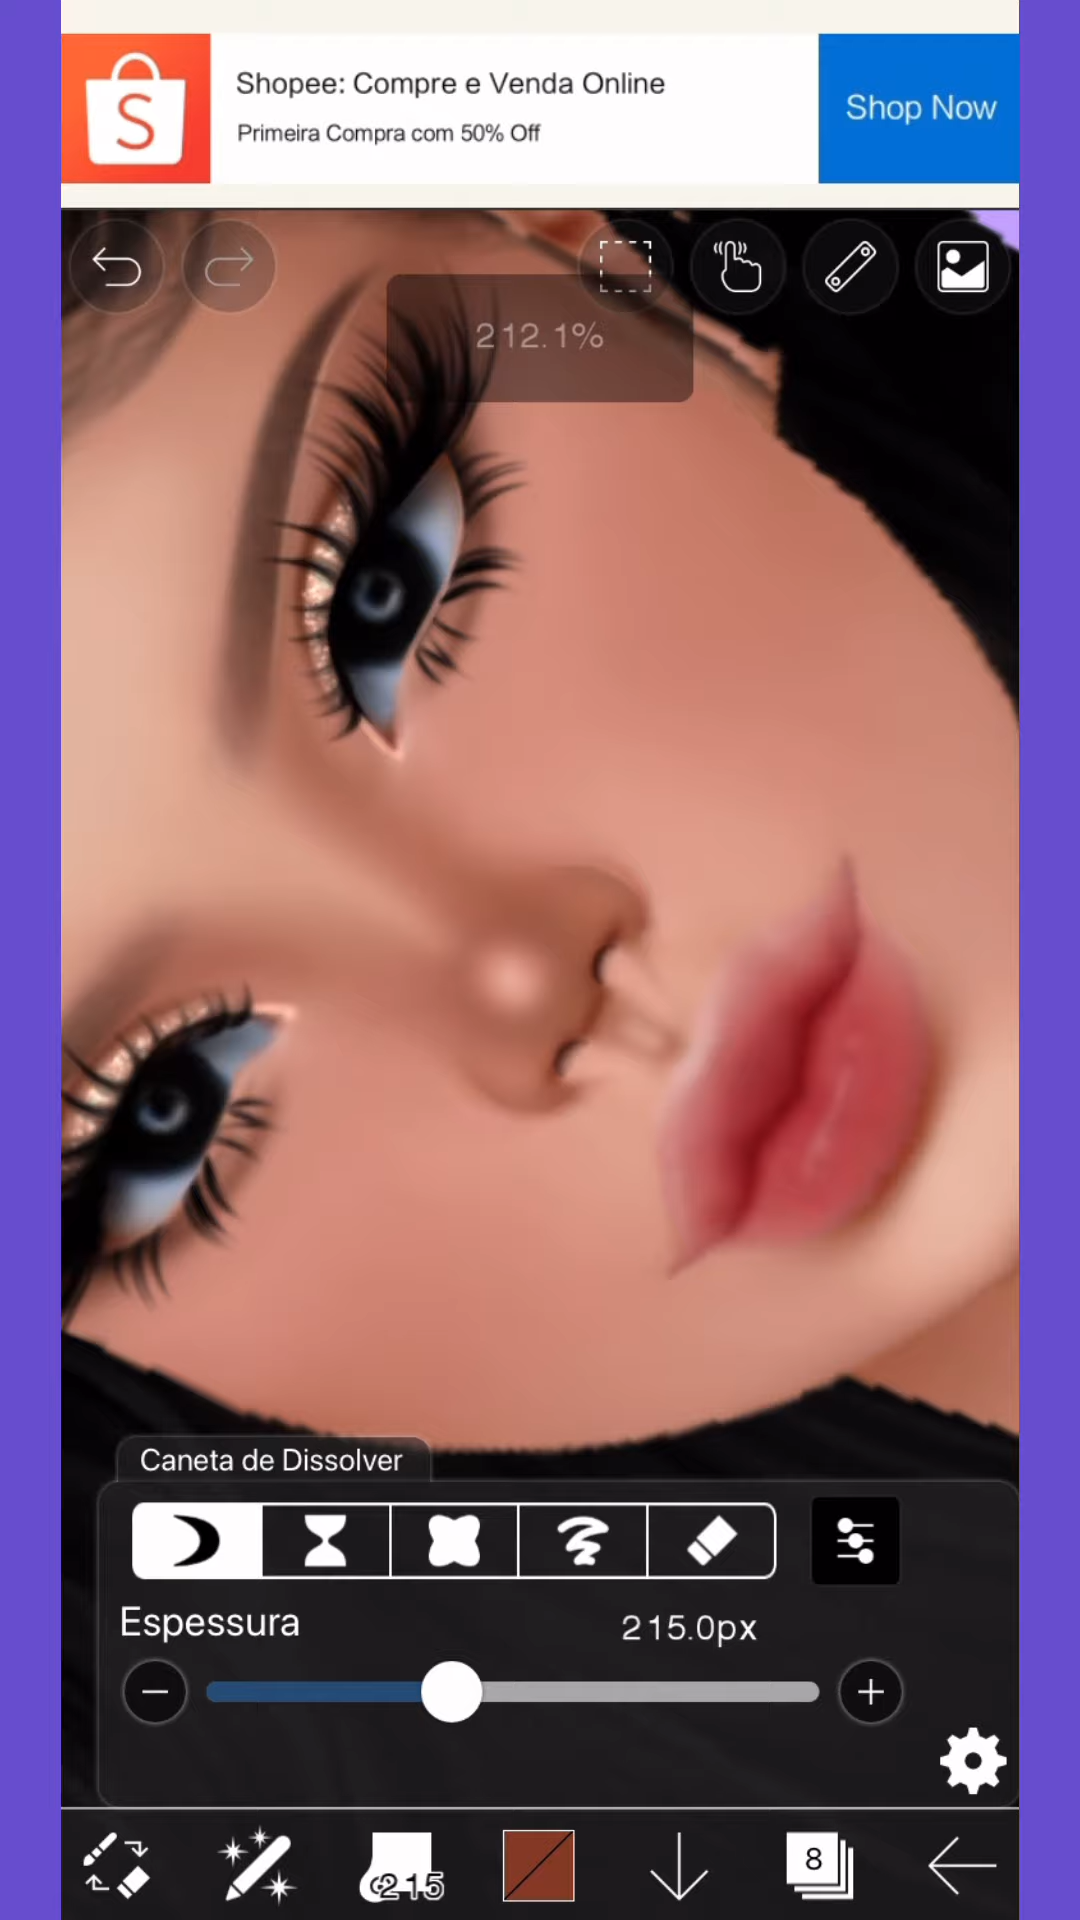 S
Shopee: Compre e Venda Online
Primeira Compra com 50% Off
Shop Now
212.1%
Caneta de Dissolver
Espessura
215.0px
215
8